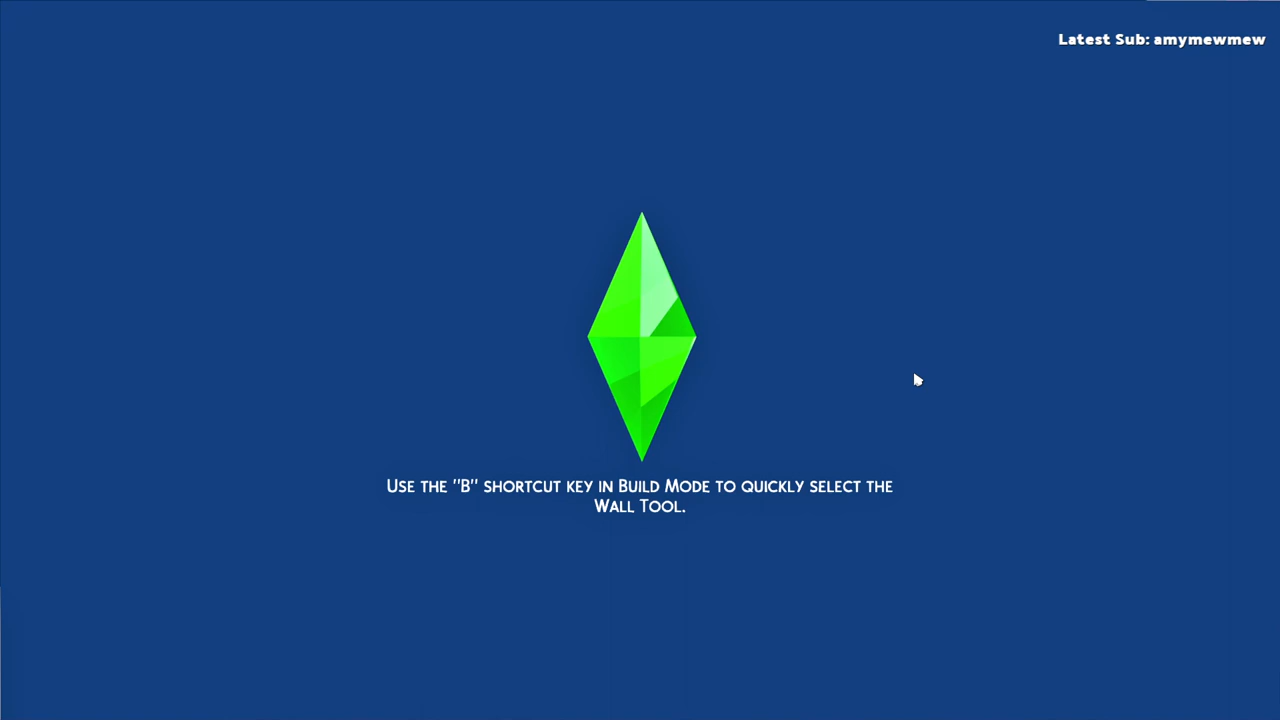 Latest Sub: amymewmew
Use the "B" shortcut key in Build Mode to quickly select the
Wall Tool.